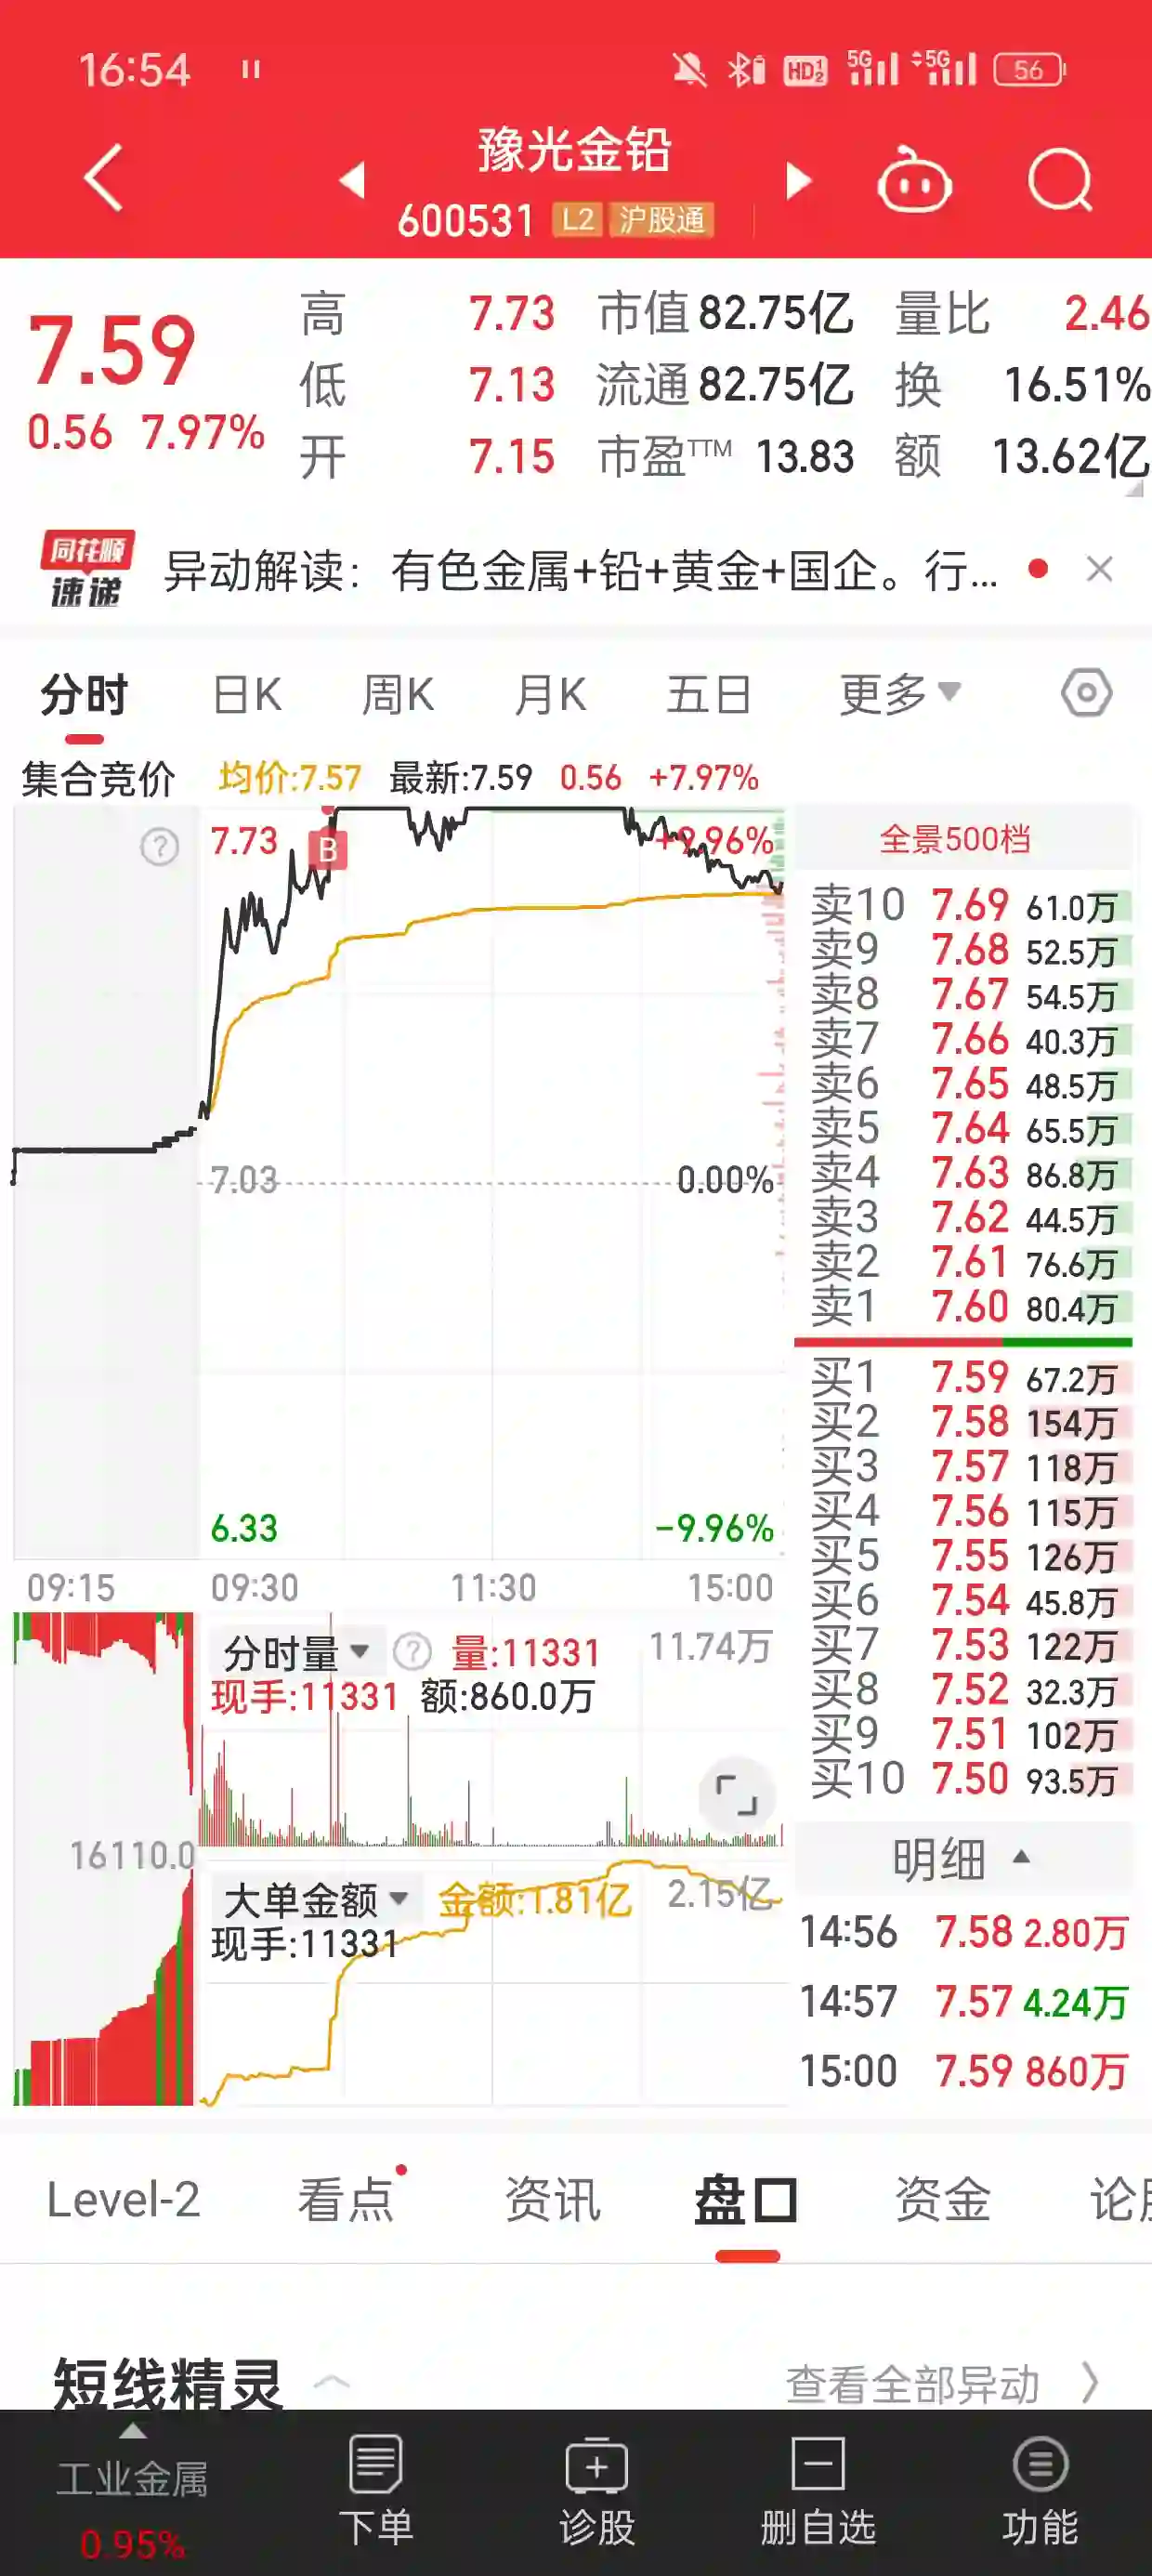 16:54 HD 1 2 5G 5G 56
豫光金铅
600531 L2 沪股通
7.59
0.56 7.97%
高 7.73 市值 82.75亿 量比 2.46
低 7.13 流通 82.75亿 换 16.51%
开 7.15 市盈TTM 13.83 额 13.62亿
同花顺
速递
异动解读：有色金属+铅+黄金+国企。行...
分时 日K 周K 月K 五日 更多
集合竞价 均价:7.57 最新:7.59 0.56 +7.97%
? 7.73 B +9.96%
7.03 0.00%
6.33 -9.96%
09:15 09:30 11:30 15:00
分时量 ? 量:11331 11.74万
现手:11331 额:860.0万
16110.0
大单金额 金额:1.81亿 2.15亿
现手:11331
全景500档
卖10 7.69 61.0万
卖9 7.68 52.5万
卖8 7.67 54.5万
卖7 7.66 40.3万
卖6 7.65 48.5万
卖5 7.64 65.5万
卖4 7.63 86.8万
卖3 7.62 44.5万
卖2 7.61 76.6万
卖1 7.60 80.4万
买1 7.59 67.2万
买2 7.58 154万
买3 7.57 118万
买4 7.56 115万
买5 7.55 126万
买6 7.54 45.8万
买7 7.53 122万
买8 7.52 32.3万
买9 7.51 102万
买10 7.50 93.5万
明细
14:56 7.58 2.80万
14:57 7.57 4.24万
15:00 7.59 860万
Level-2 看点 资讯 盘口 资金 论
短线精灵 查看全部异动
工业金属
0.95%
下单 诊股 删自选 功能